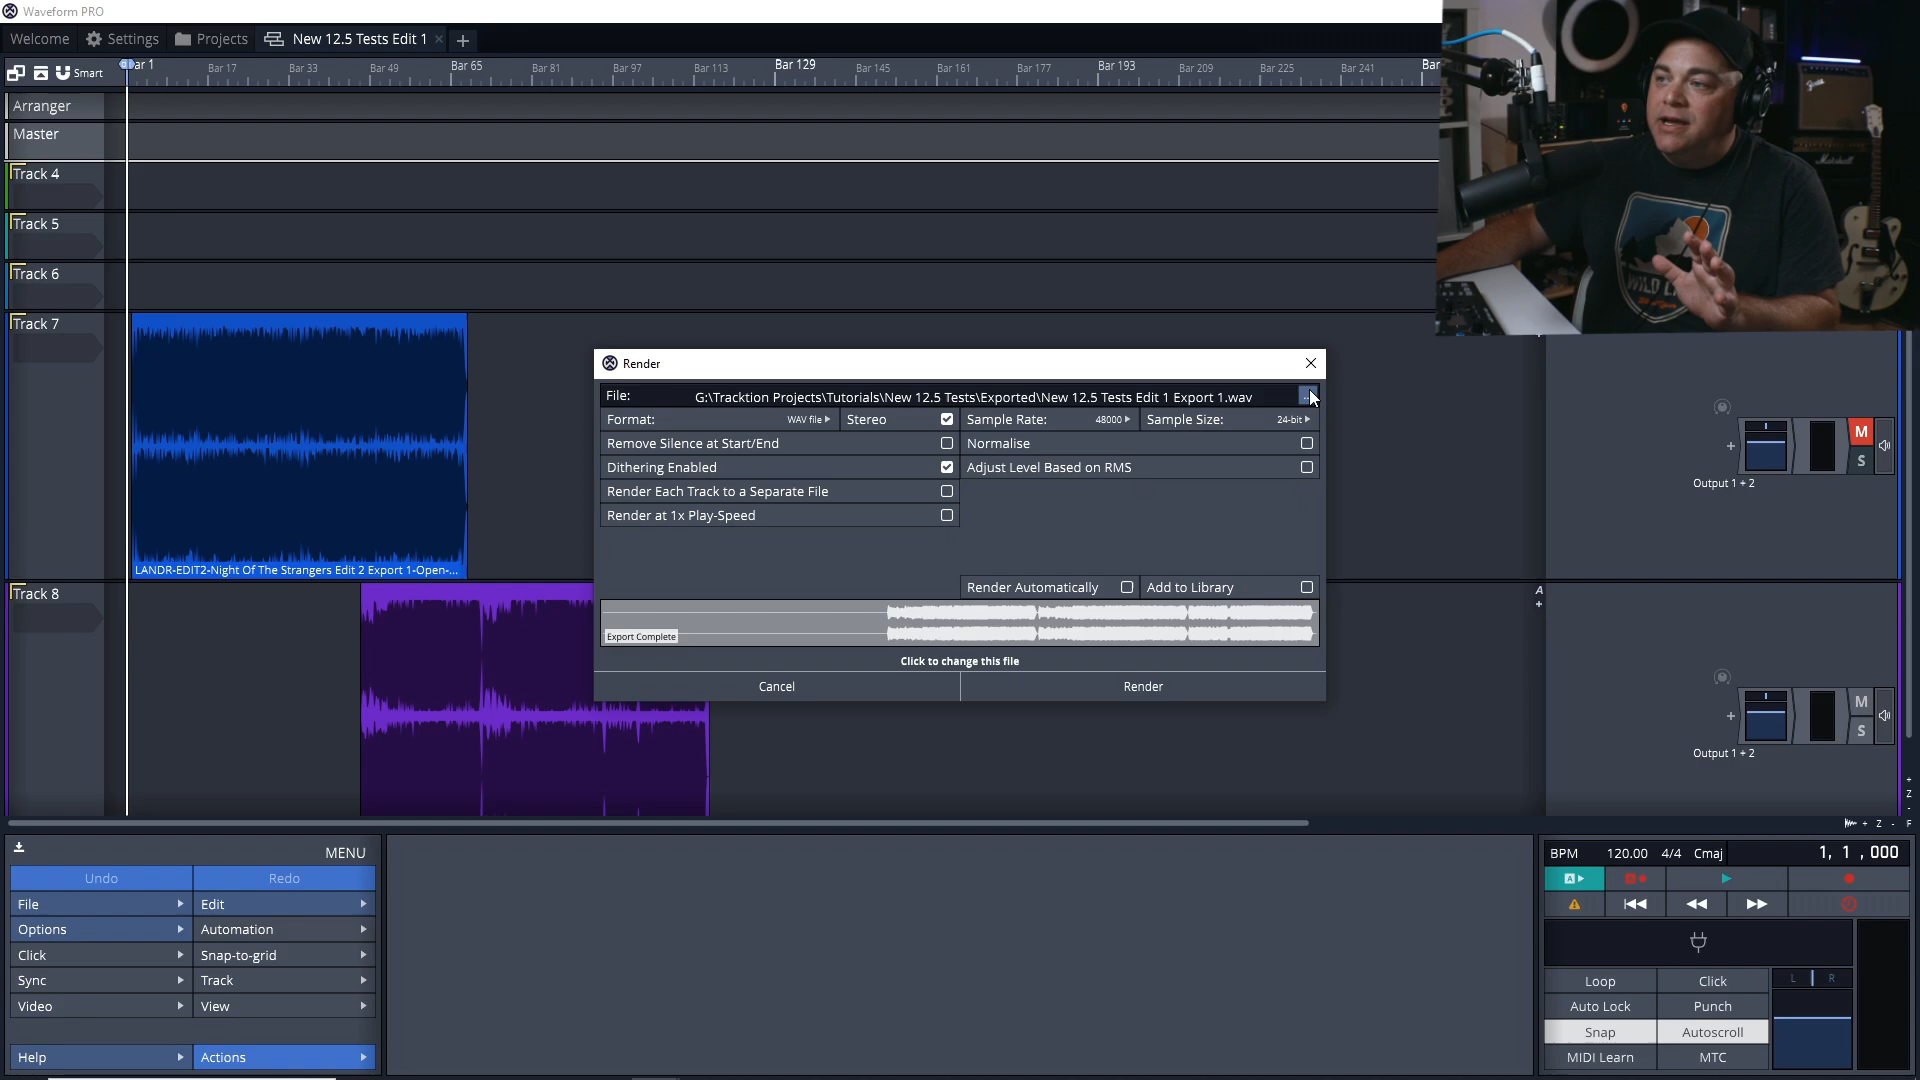 Waveform PRO
Welcome Settings Projects New 12.5 Tests Edit 1
Smart
Bar 1 Bar 17 Bar 33 Bar 49 Bar 65 Bar 81 Bar 97 Bar 113 Bar 129 Bar 145 Bar 161 Bar 177 Bar 193 Bar 209 Bar 225 Bar 241 Bar
Arranger
Master
Track 4
Track 5
Track 6
Track 7
LANDR-EDIT2-Night Of The Strangers Edit 2 Export 1-Open-...
Track 8
Render
File: G:\Tracktion Projects\Tutorials\New 12.5 Tests\Exported\New 12.5 Tests Edit 1 Export 1.wav
Format: WAV file Stereo Sample Rate: 48000 Sample Size: 24-bit
Remove Silence at Start/End Normalise
Dithering Enabled Adjust Level Based on RMS
Render Each Track to a Separate File
Render at 1x Play-Speed
Render Automatically Add to Library
Export Complete
Click to change this file
Cancel Render
M
S
Output 1 + 2
A
M
S
Output 1 + 2
Z
Z F
MENU
Undo Redo
File Edit
Options Automation
Click Snap-to-grid
Sync Track
Video View
Help Actions
BPM 120.00 4/4 Cmaj 1, 1, 000
A
L R
Loop Click
Auto Lock Punch
Snap Autoscroll
MIDI Learn MTC
Fender
Marshall